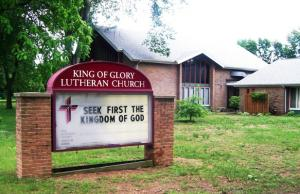 KING OF GLORY
LUTHERAN CHURCH
SEEK FIRST THE
KINGDOM OF GOD